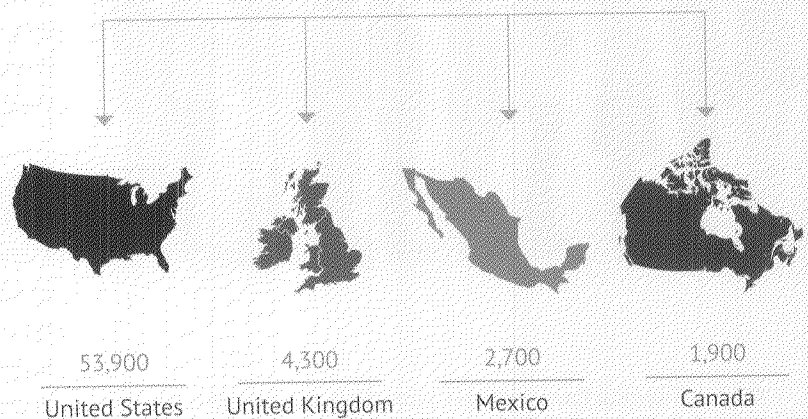 53,900
United States
4,300
United Kingdom
2,700
Mexico
1,900
Canada